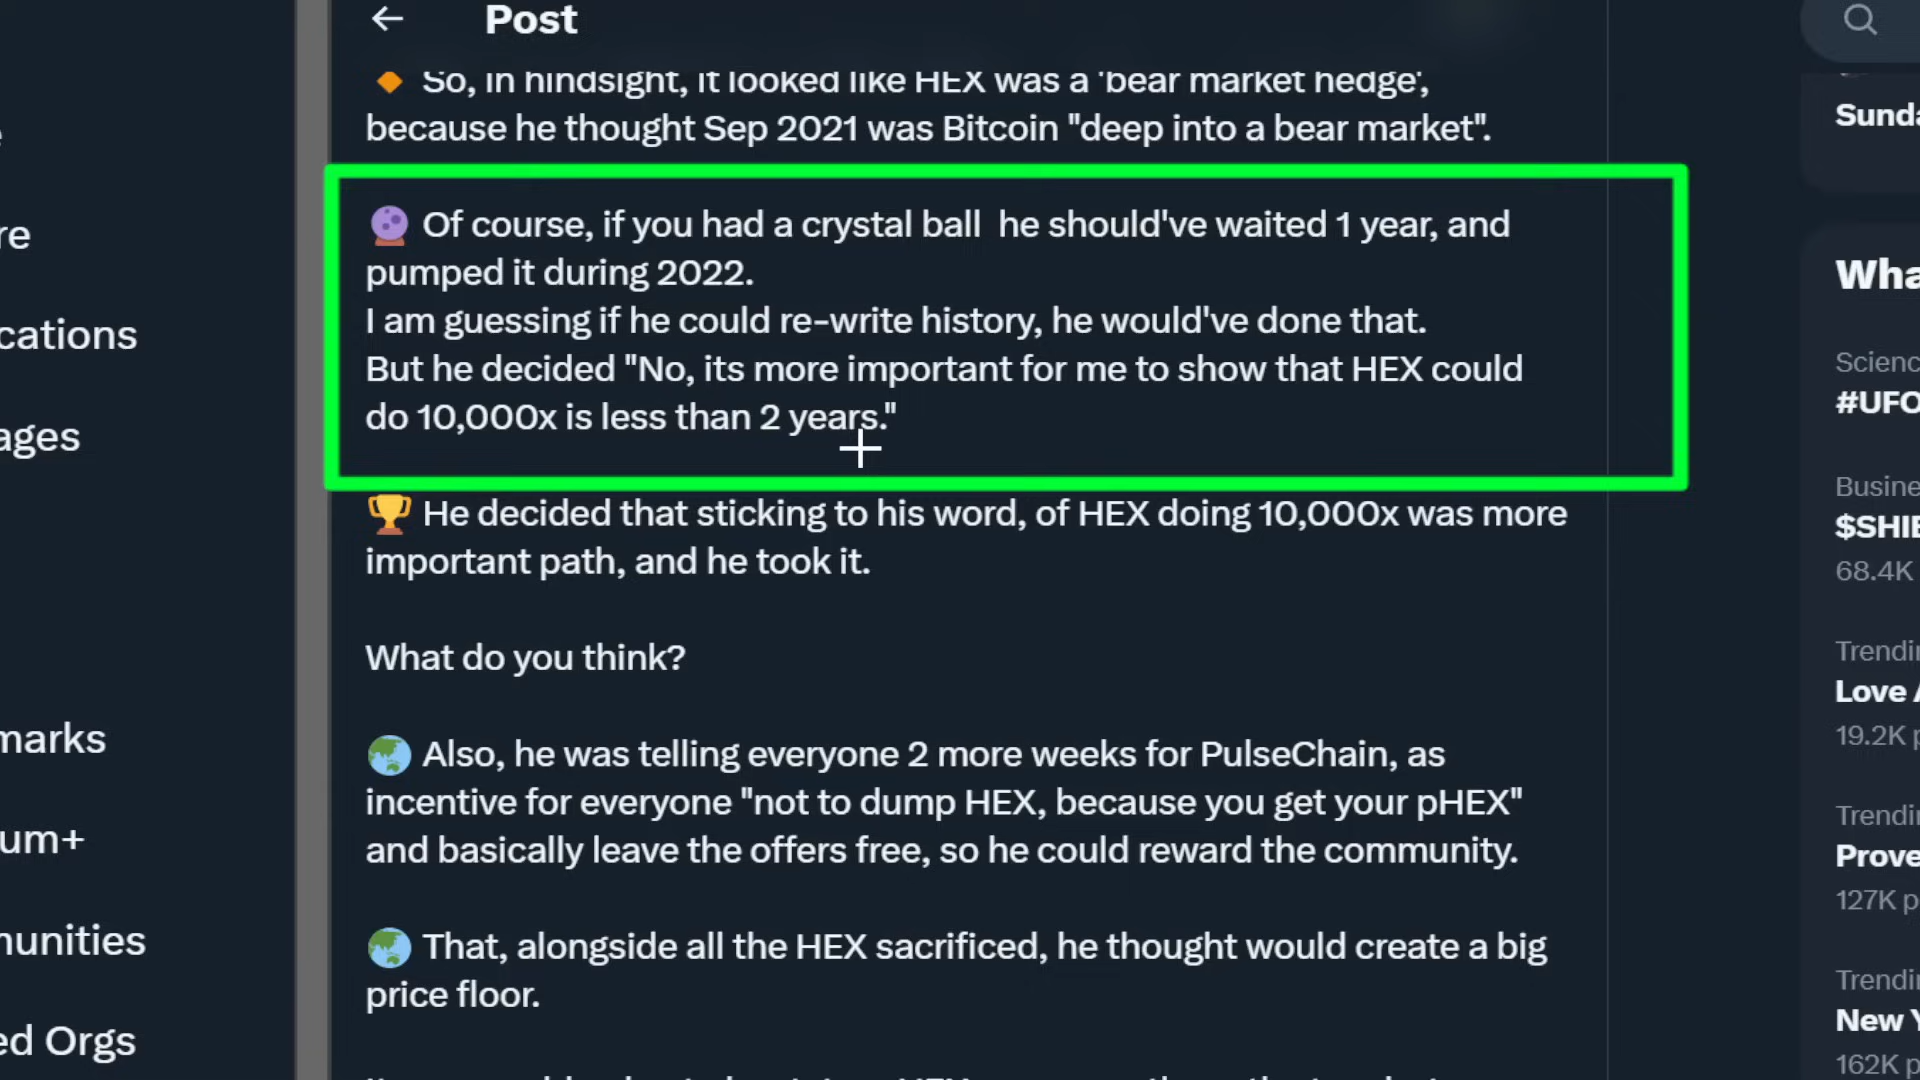 Post
So, in hindsight, it looked like HEX was a 'bear market hedge',
because he thought Sep 2021 was Bitcoin "deep into a bear market".
Of course, if you had a crystal ball he should've waited 1 year, and
pumped it during 2022.
I am guessing if he could re-write history, he would've done that.
But he decided "No, its more important for me to show that HEX could
do 10,000x is less than 2 years."
He decided that sticking to his word, of HEX doing 10,000x was more
important path, and he took it.
What do you think?
Also, he was telling everyone 2 more weeks for PulseChain, as
incentive for everyone "not to dump HEX, because you get your pHEX"
and basically leave the offers free, so he could reward the community.
That, alongside all the HEX sacrificed, he thought would create a big
price floor.
re
cations
ages
marks
um+
munities
ed Orgs
Sunda
Wha
Scienc
#UFO
Busine
$SHIB
68.4K
Trendin
Love
19.2K p
Trendin
Prove
127K p
Trendin
New Y
162K p